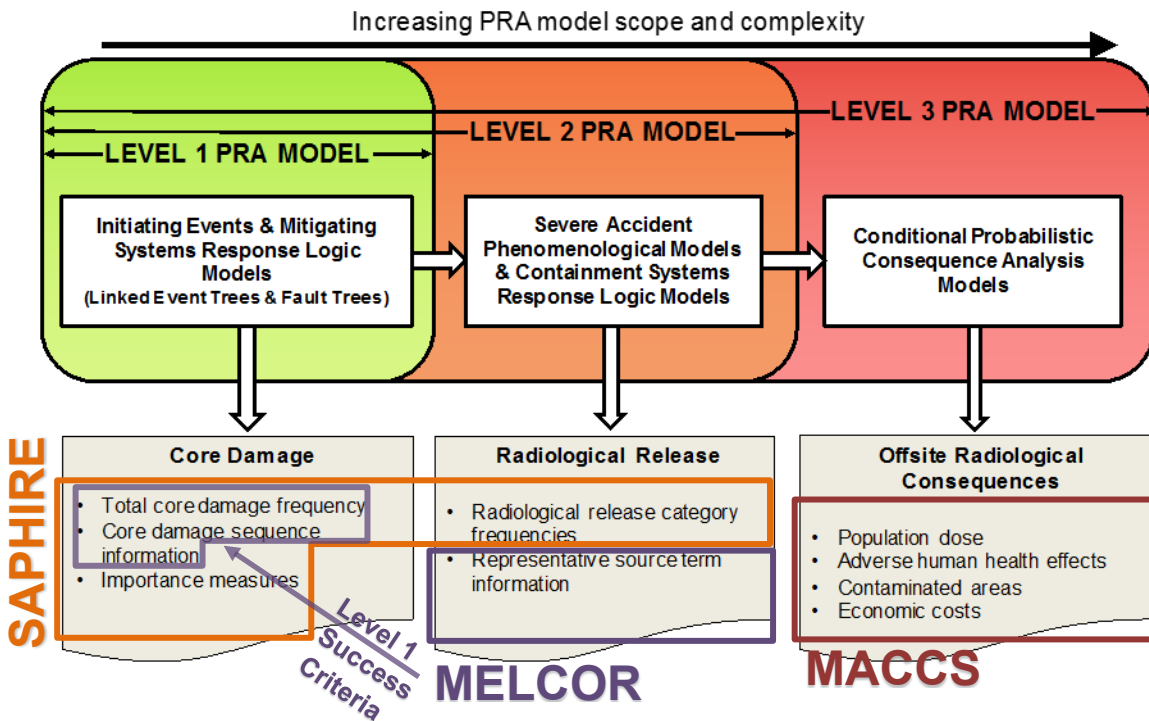 Increasing PRA model scope and complexity
LEVEL 3 PRA MODEL
LEVEL 2 PRA MODEL
LEVEL 1 PRA MODEL
Initiating Events & Mitigating
Systems Response Logic
Models
(Linked Event Trees & Fault Trees)
Severe Accident
Phenomenological Models
& Containment Systems
Response Logic Models
Conditional Probabilistic
Consequence Analysis
Models
SAPHIRE
Core Damage
• Total core damage frequency
• Core damage sequence
information
• Importance measures
Level 1
Success
Criteria
Radiological Release
• Radiological release category
frequencies
• Representative source term
information
MELCOR
Offsite Radiological
Consequences
• Population dose
• Adverse human health effects
• Contaminated areas
• Economic costs
MACCS